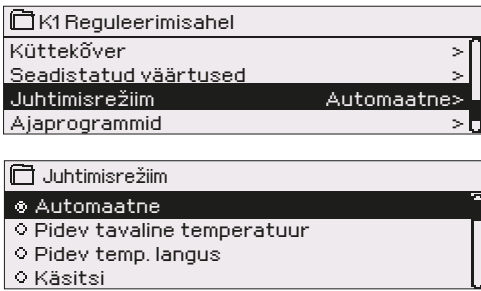 K1 Reguleerimisahel
Küttekõver >
Seadistatud väärtused >
Juhtimisrežiim Automaatne>
Ajaprogrammid >
Juhtimisrežiim
Automaatne
Pidev tavaline temperatuur
Pidev temp. langus
Käsitsi